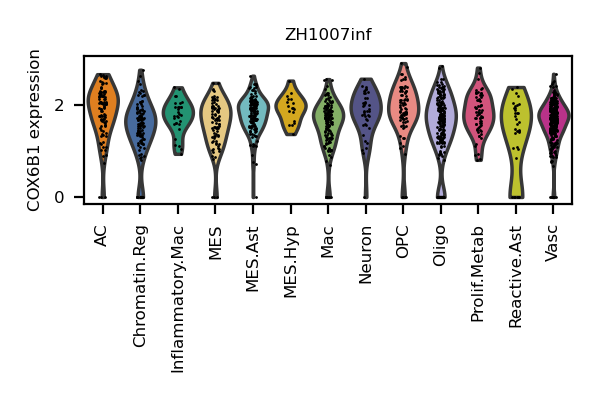 ZH1007inf
COX6B1 expression
2
0
AC
Chromatin.Reg
Inflammatory.Mac
MES
MES.Ast
MES.Hyp
Mac
Neuron
OPC
Oligo
Prolif.Metab
Reactive.Ast
Vasc